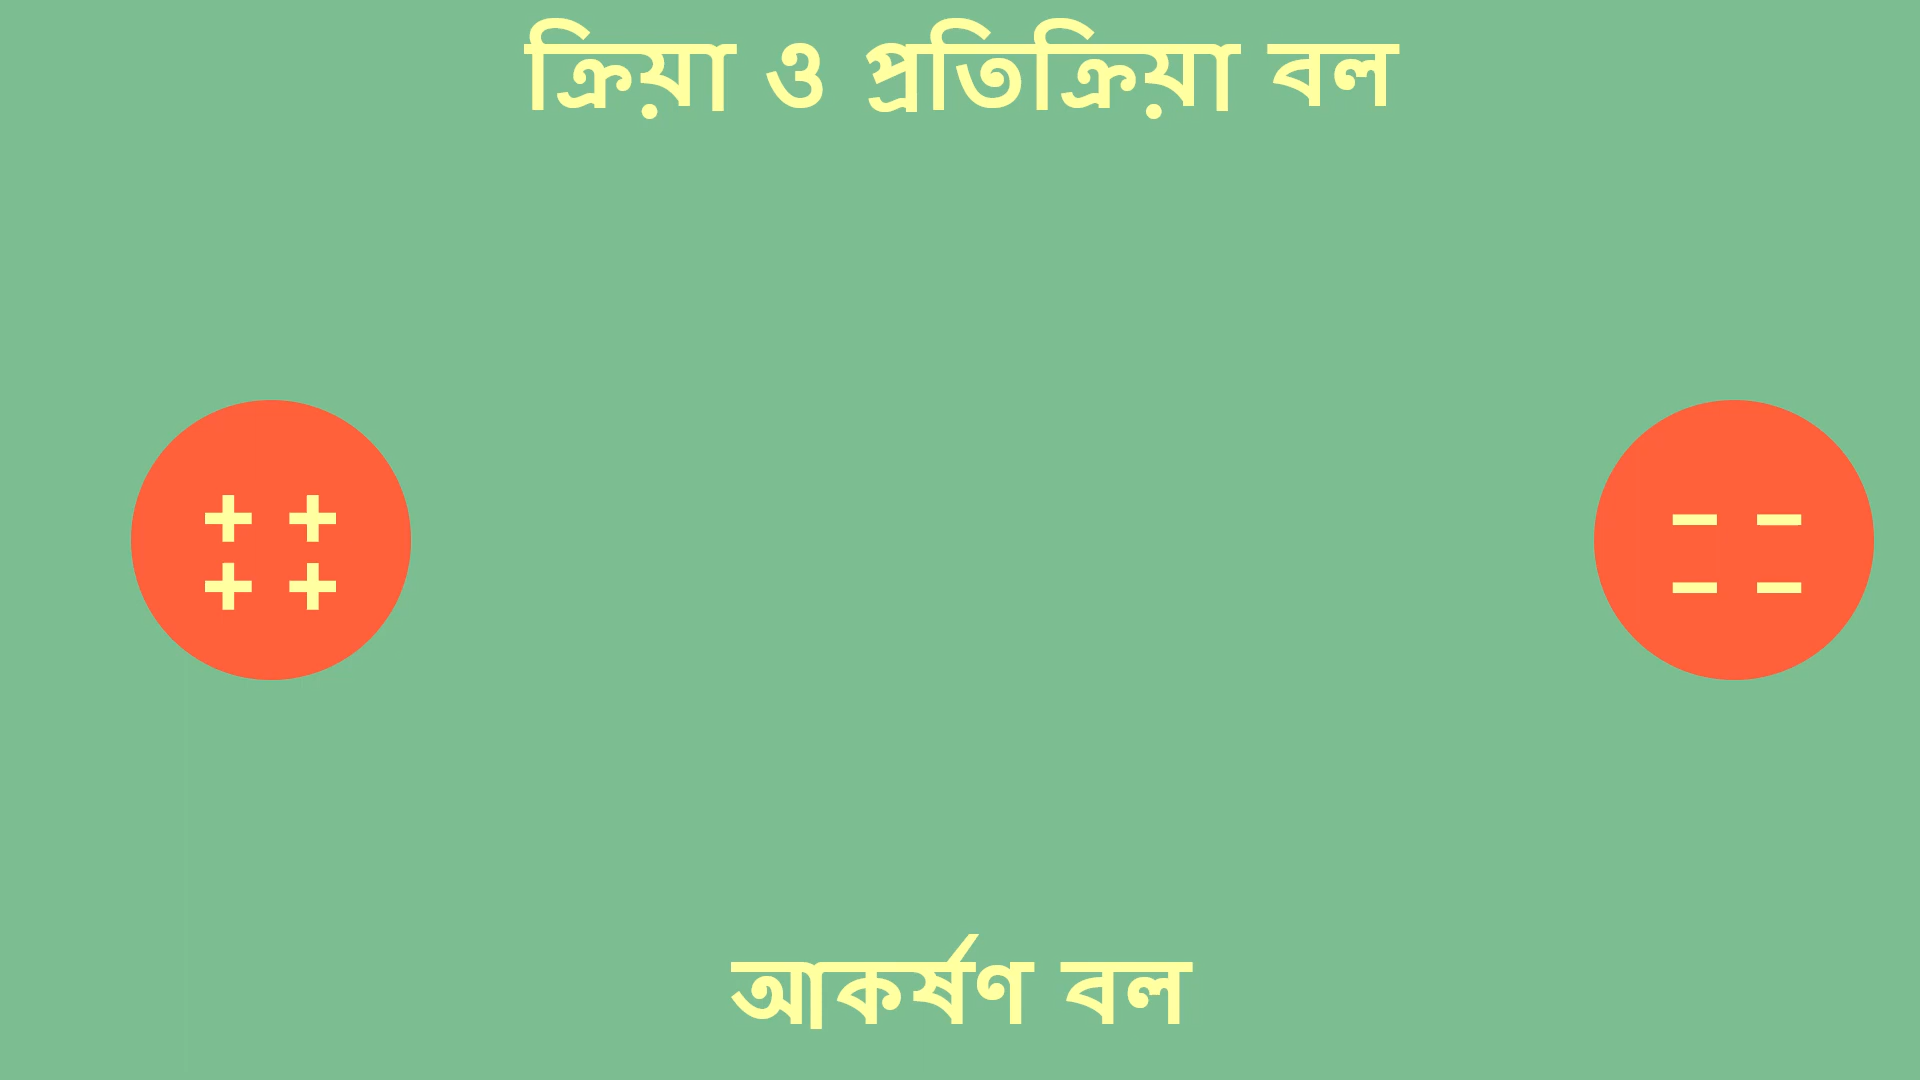 ক্রিয়া ও প্রতিক্রিয়া বল
+ + − −
+ + − −
আকর্ষণ বল